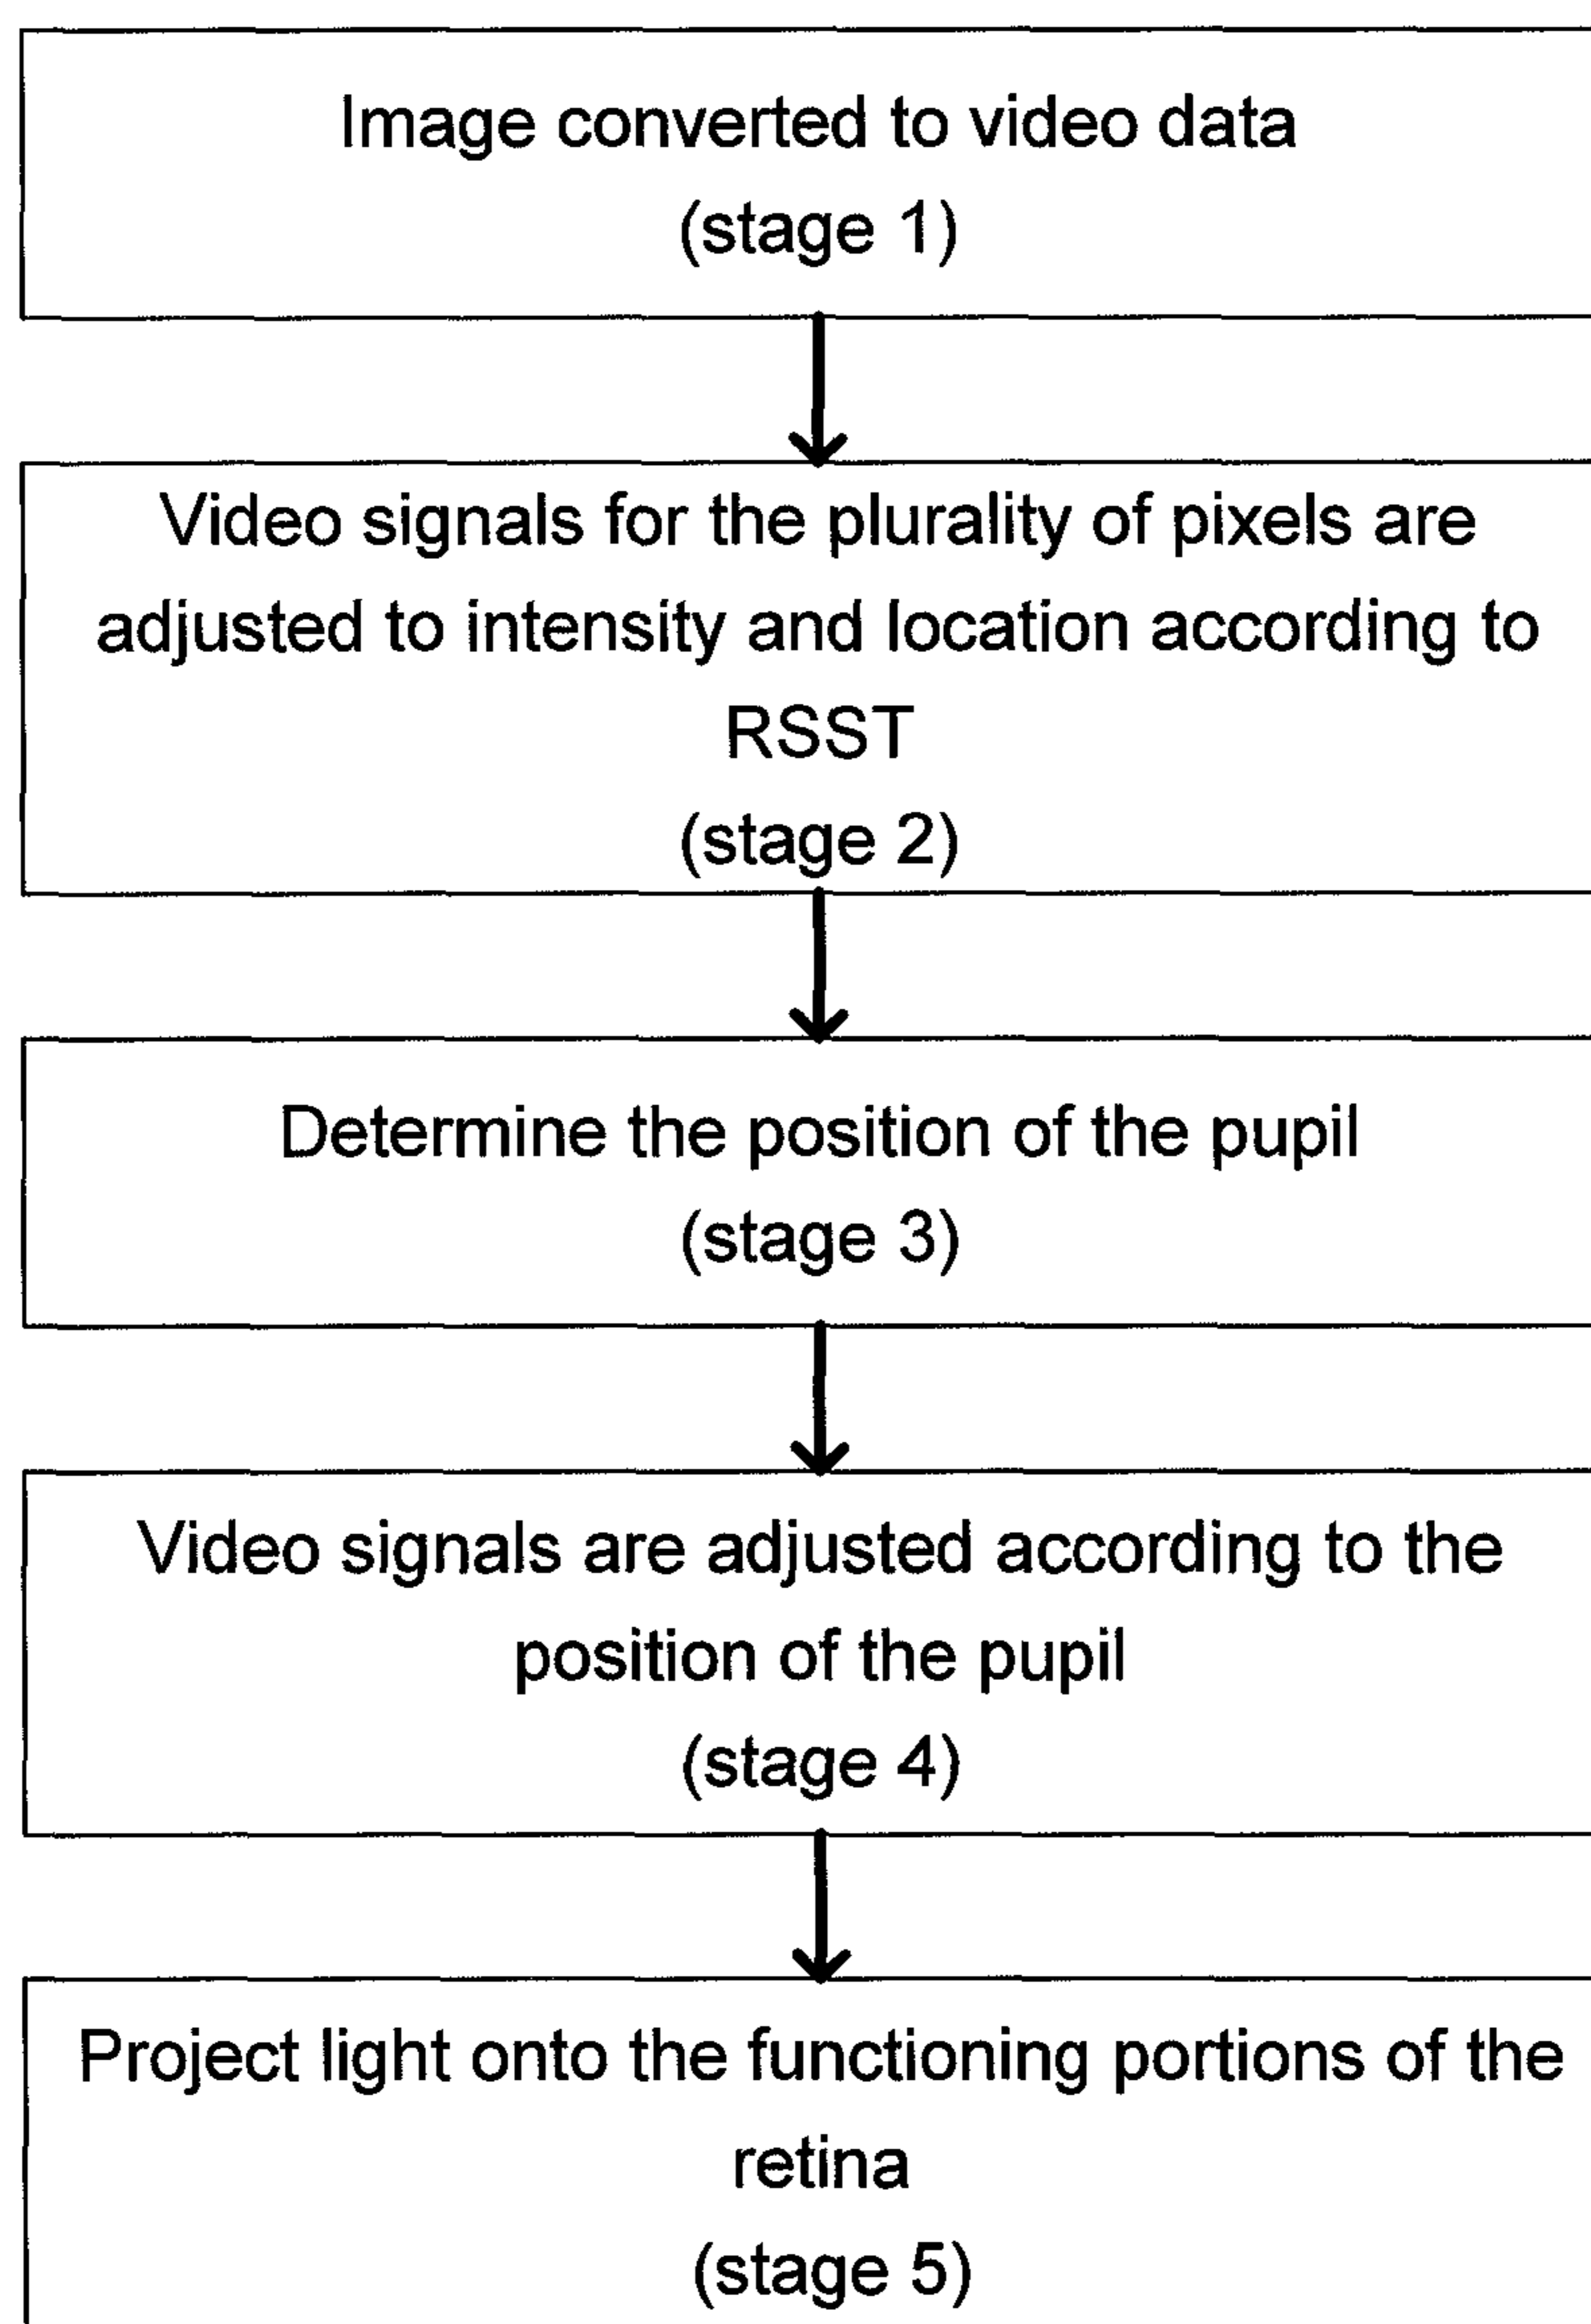 Image converted to video data
(stage 1)
Video signals for the plurality of pixels are
adjusted to intensity and location according to
RSST
(stage 2)
Determine the position of the pupil
(stage 3)
Video signals are adjusted according to the
position of the pupil
(stage 4)
Project light onto the functioning portions of the
retina
(stage 5)